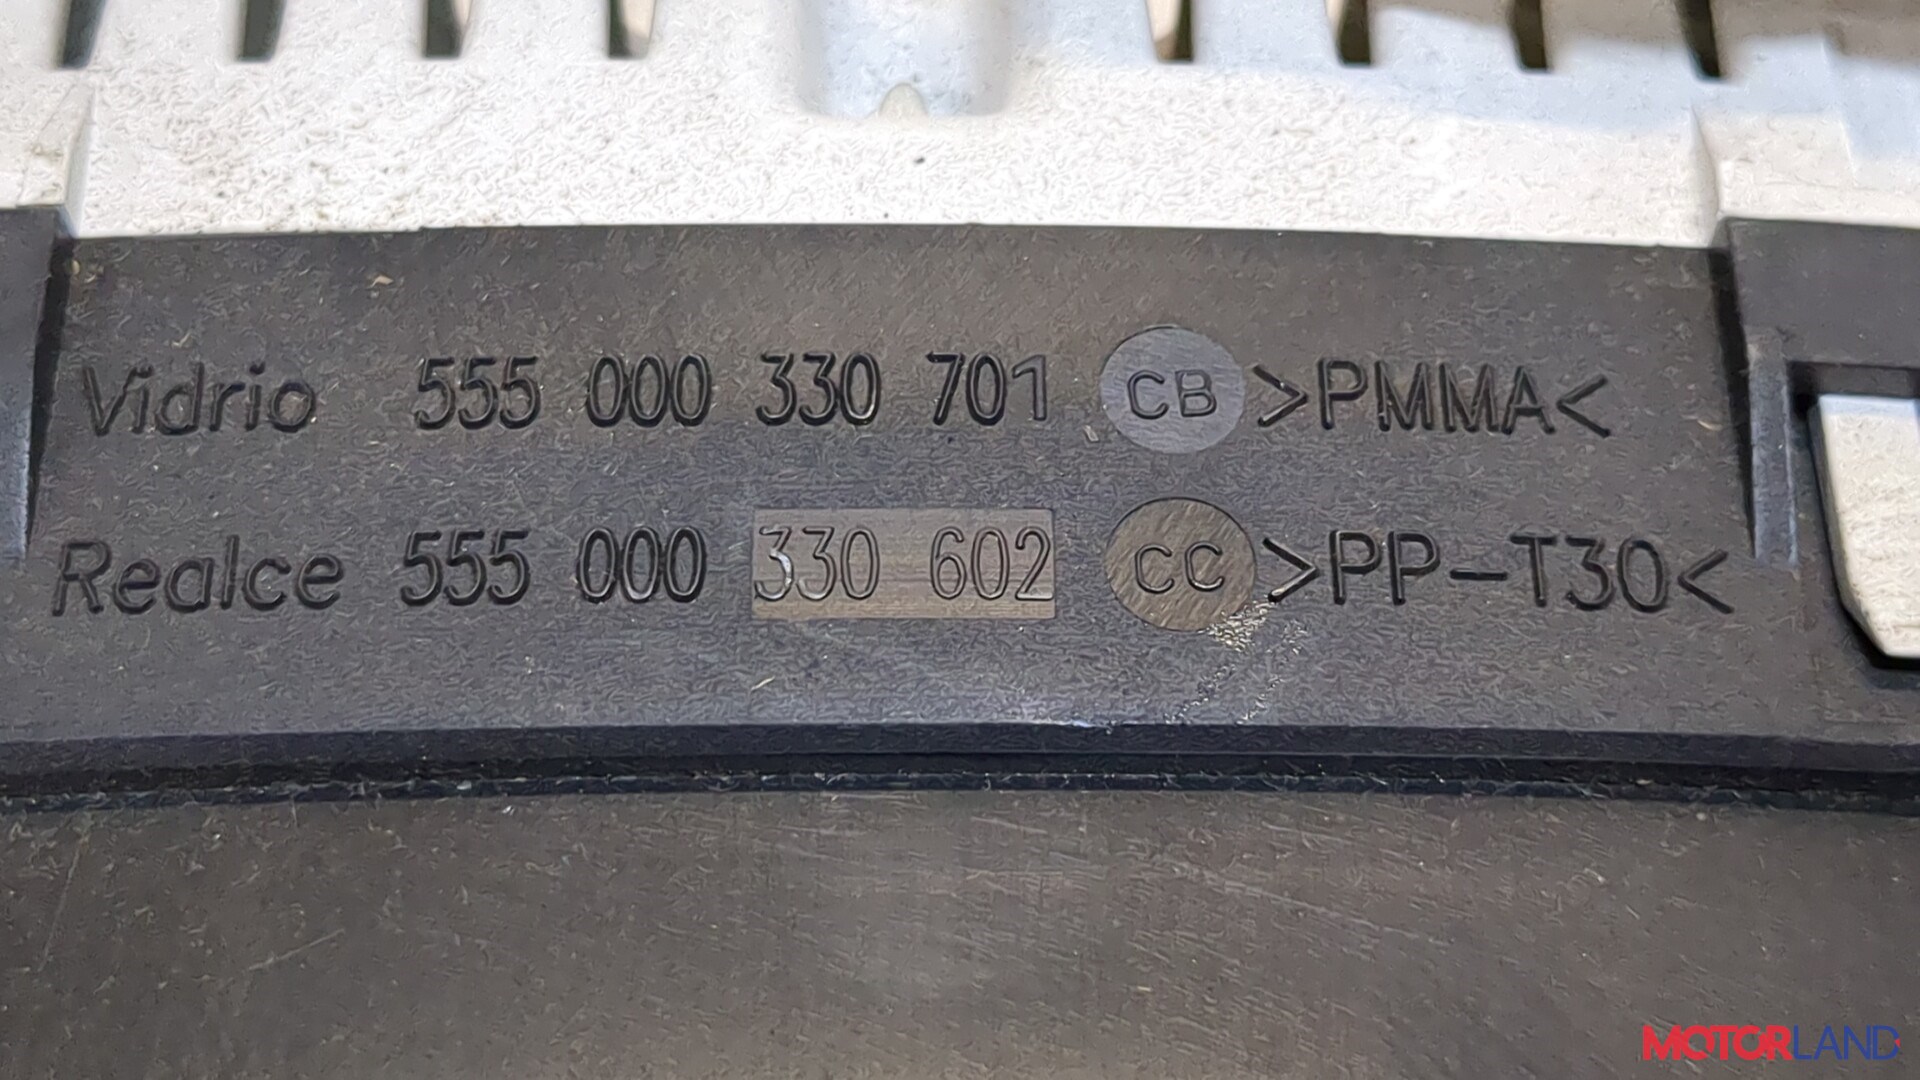 Vidrio 555 000 330 701 CB >PMMA<
Realce 555 000 330 602 CC >PP-T30<
MOTORLAND